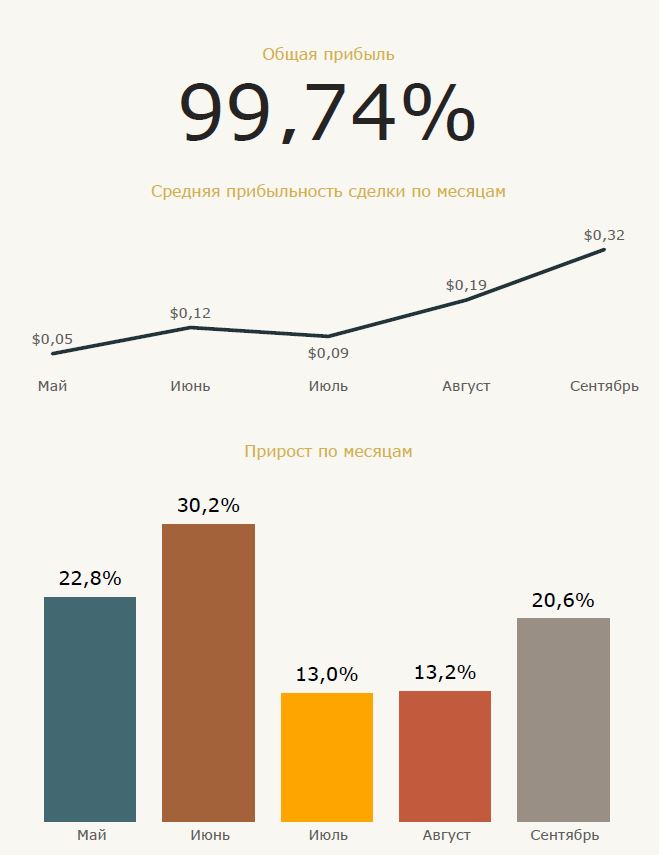 Общая прибыль
99,74%
Средняя прибыльность сделки по месяцам
$0,05
$0,12
$0,09
$0,19
$0,32
Май Июнь Июль Август Сентябрь
Прирост по месяцам
22,8%
30,2%
13,0%
13,2%
20,6%
Май Июнь Июль Август Сентябрь